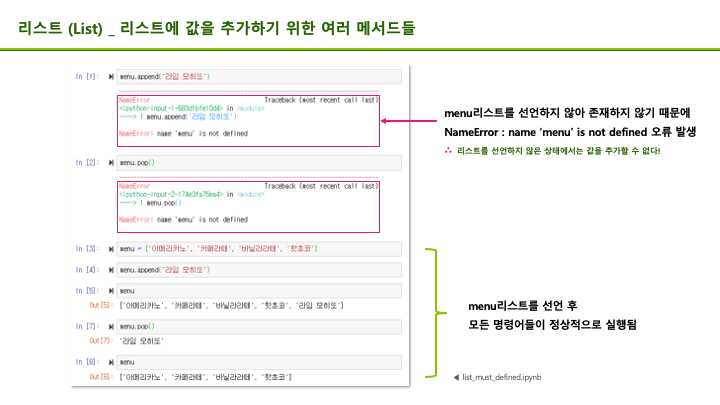 리스트 (List) _ 리스트에 값을 추가하기 위한 여러 메서드들
In [1]: menu.append('라임 모히또')
NameError Traceback (most recent call last)
<ipython-input-1-603d1bfe10d4> in <module>
----> 1 menu.append('라임 모히또')
NameError: name 'menu' is not defined
menu리스트를 선언하지 않아 존재하지 않기 때문에
NameError : name 'menu' is not defined 오류 발생
∴ 리스트를 선언하지 않은 상태에서는 값을 추가할 수 없다!
In [2]: menu.pop()
NameError Traceback (most recent call last)
<ipython-input-2-174e3fa76ea4> in <module>
----> 1 menu.pop()
NameError: name 'menu' is not defined
In [3]: menu = ['아메리카노', '카페라떼', '바닐라라떼', '핫초코']
In [4]: menu.append('라임 모히또')
In [5]: menu
Out[5]: ['아메리카노', '카페라떼', '바닐라라떼', '핫초코', '라임 모히또']
In [7]: menu.pop()
Out[7]: '라임 모히또'
In [8]: menu
Out[8]: ['아메리카노', '카페라떼', '바닐라라떼', '핫초코']
menu리스트를 선언 후
모든 명령어들이 정상적으로 실행됨
◀ list_must_defined.ipynb